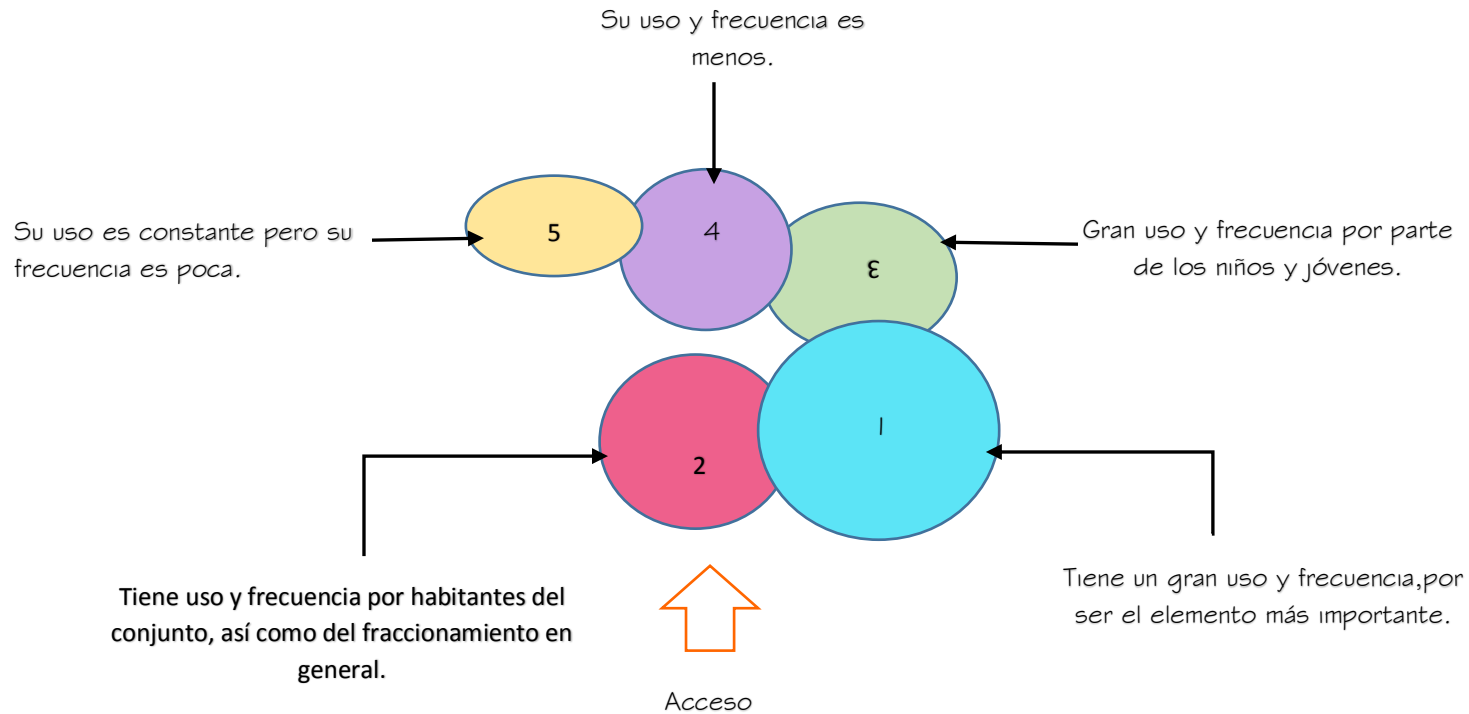 Su uso y frecuencia es
menos.
Su uso es constante pero su
frecuencia es poca.
5
4
3
Gran uso y frecuencia por parte
de los niños y jóvenes.
1
2
Tiene uso y frecuencia por habitantes del
conjunto, así como del fraccionamiento en
general.
Tiene un gran uso y frecuencia,por
ser el elemento más importante.
Acceso